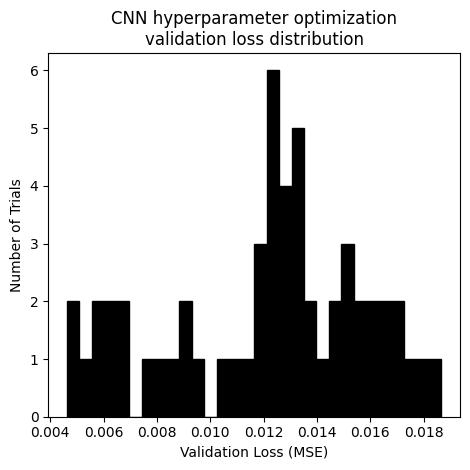 CNN hyperparameter optimization
validation loss distribution
6
5
4
3
2
1
0
Number of Trials
0.004 0.006 0.008 0.010 0.012 0.014 0.016 0.018
Validation Loss (MSE)